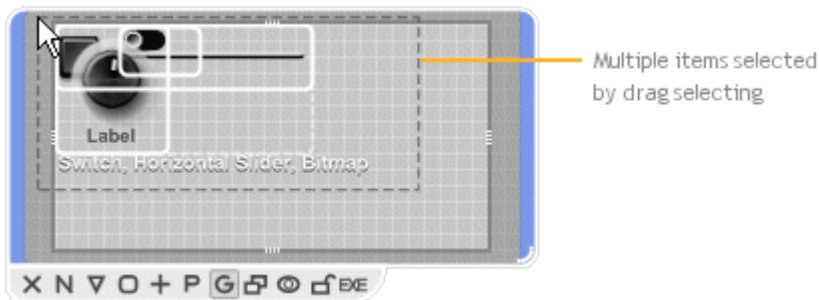 Multiple items selected
by drag selecting
Label
Switch, Horizontal Slider, Bitmap
N P G EXE